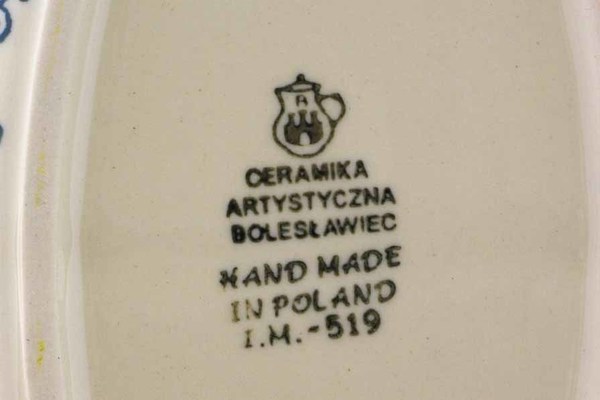 A
CERAMIKA
ARTYSTYCZNA
BOLESŁAWIEC
HAND MADE
IN POLAND
I.M.-519